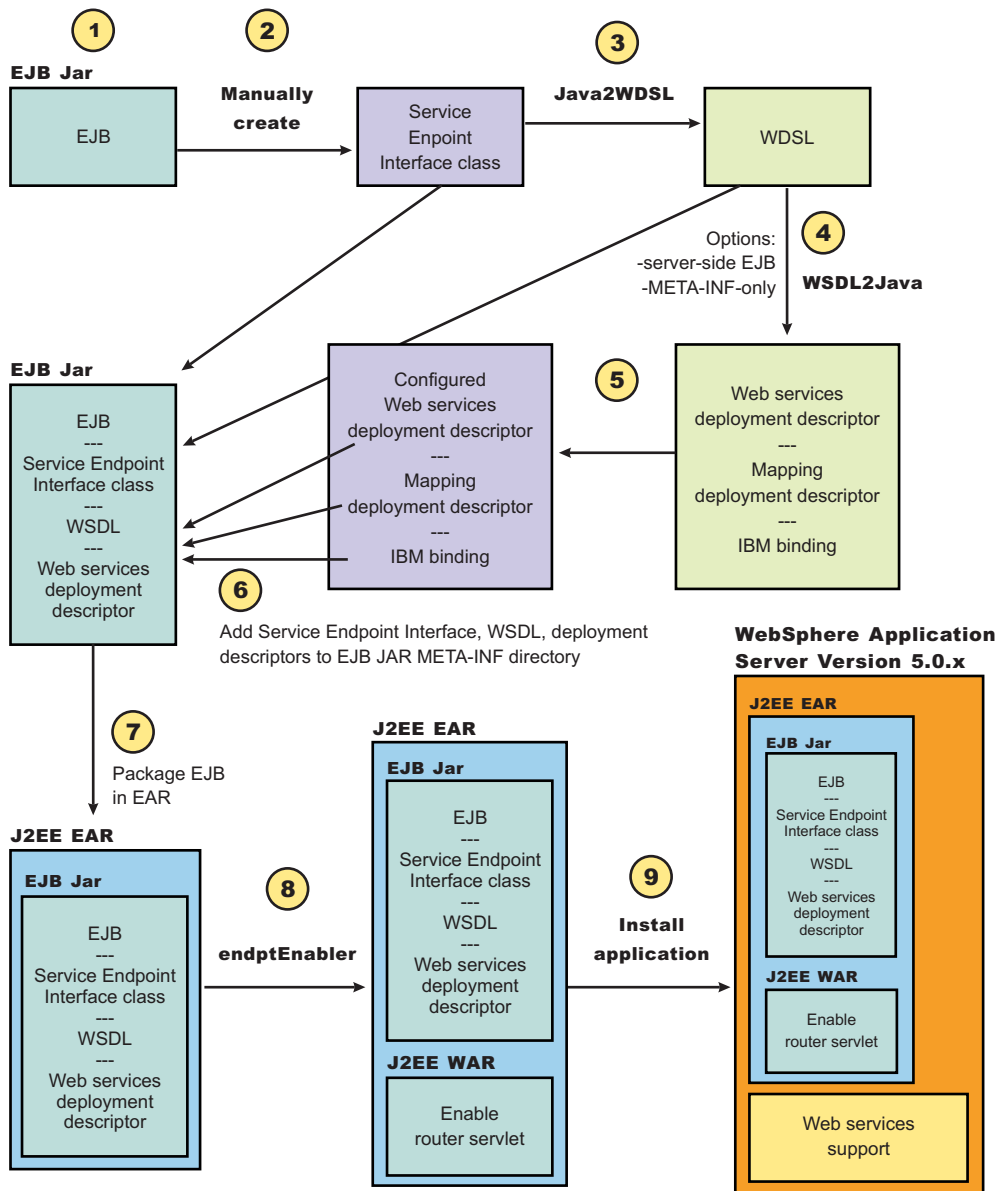 1
2
3
EJB Jar
EJB
Manually
create
Service
Enpoint
Interface class
Java2WDSL
WDSL
4
Options:
-server-side EJB
-META-INF-only
WSDL2Java
EJB Jar
EJB
---
Service Endpoint
Interface class
---
WSDL
---
Web services
deployment
descriptor
Configured
Web services
deployment descriptor
---
Mapping
deployment descriptor
---
IBM binding
5
Web services
deployment descriptor
---
Mapping
deployment descriptor
---
IBM binding
6
Add Service Endpoint Interface, WSDL, deployment
descriptors to EJB JAR META-INF directory
7
Package EJB
in EAR
J2EE EAR
EJB Jar
EJB
---
Service Endpoint
Interface class
---
WSDL
---
Web services
deployment
descriptor
8
endptEnabler
J2EE EAR
EJB Jar
EJB
---
Service Endpoint
Interface class
---
WSDL
---
Web services
deployment
descriptor
J2EE WAR
Enable
router servlet
9
Install
application
WebSphere Application
Server Version 5.0.x
J2EE EAR
EJB Jar
EJB
---
Service Endpoint
Interface class
---
WSDL
---
Web services
deployment
descriptor
J2EE WAR
Enable
router servlet
Web services
support